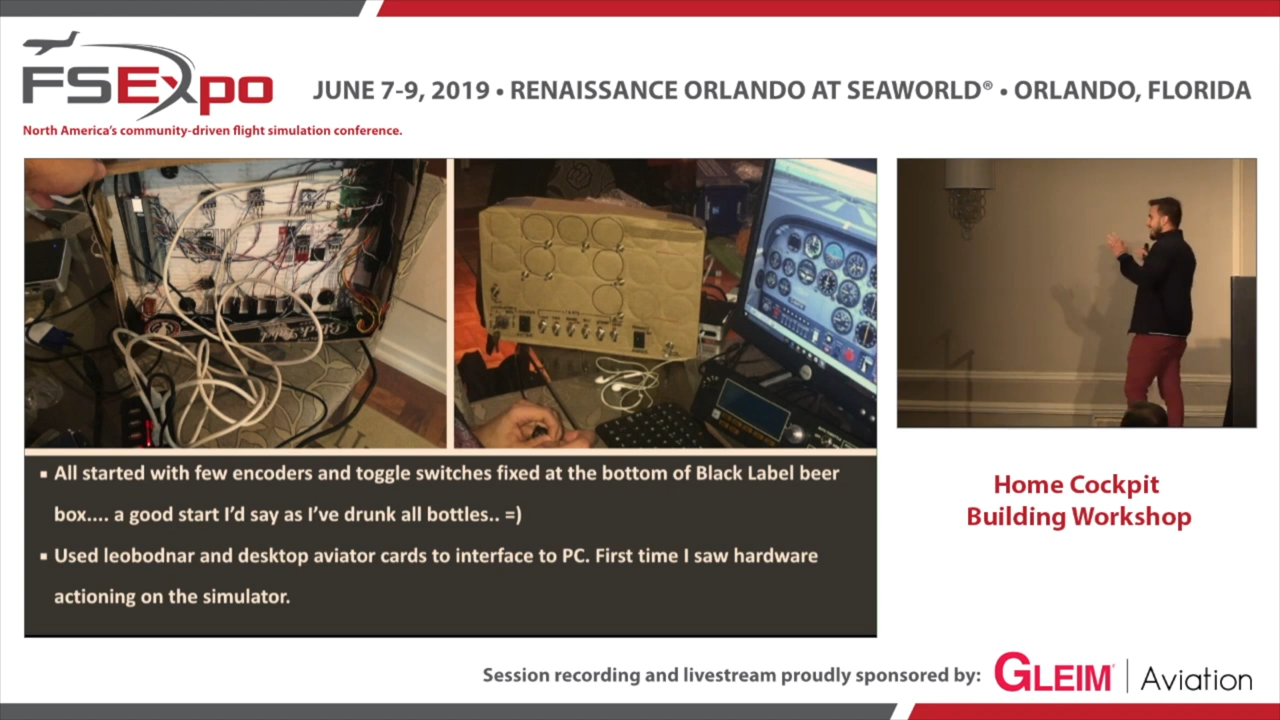 FSExpo
JUNE 7-9, 2019 • RENAISSANCE ORLANDO AT SEAWORLD® • ORLANDO, FLORIDA
North America's community-driven flight simulation conference.
▪ All started with few encoders and toggle switches fixed at the bottom of Black Label beer
box.... a good start I'd say as I've drunk all bottles.. =)
▪ Used leobodnar and desktop aviator cards to interface to PC. First time I saw hardware
actioning on the simulator.
Home Cockpit
Building Workshop
Session recording and livestream proudly sponsored by:
GLEIM | Aviation